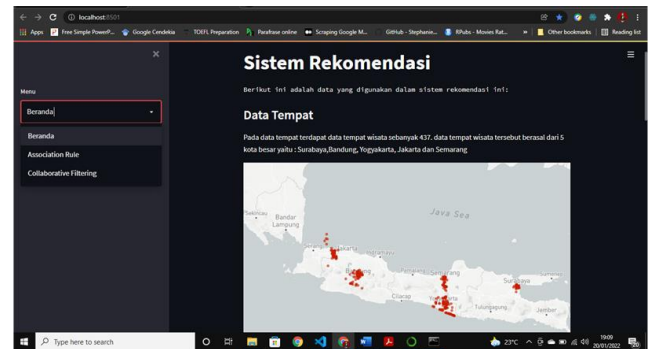 localhost:8501
Apps Free Simple PowerP... Google Cendekia TOEFL Preparation Parafrase online Scraping Google M... GitHub - Stephanie... RPubs - Movies Rat... » Other bookmarks Reading list
Menu
Beranda
Beranda
Association Rule
Collaborative Filtering
Sistem Rekomendasi
Berikut ini adalah data yang digunakan dalam sistem rekomendasi ini:
Data Tempat
Pada data tempat terdapat data tempat wisata sebanyak 437. data tempat wisata tersebut berasal dari 5
kota besar yaitu : Surabaya,Bandung, Yogyakarta, Jakarta dan Semarang
Java Sea
Bandar
Lampung
Jakarta
Bandung
Semarang
Surabaya
Cilacap
Yogyakarta
Tulungagung
Jember
Type here to search
23°C
19:09
20/01/2022